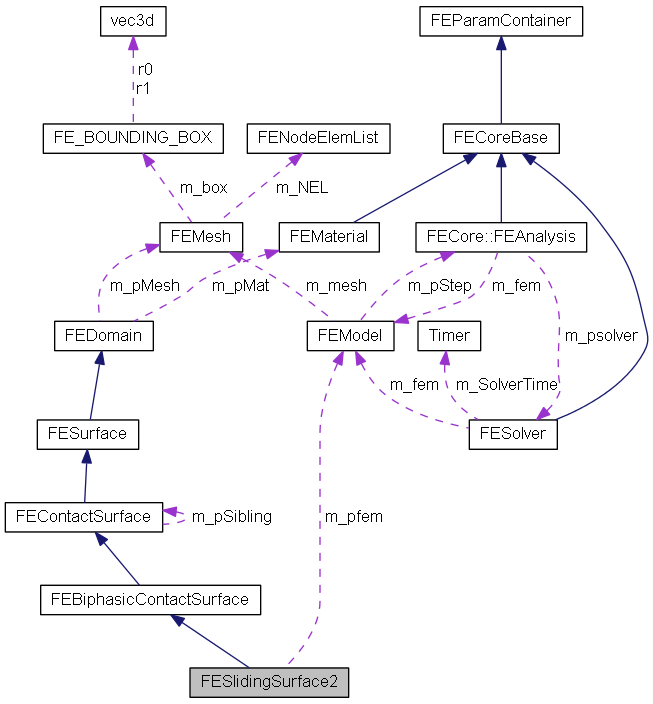 vec3d
FEParamContainer
r0
r1
FE_BOUNDING_BOX
FENodeElemList
FECoreBase
m_box
m_NEL
FEMesh
FEMaterial
FECore::FEAnalysis
m_pMesh
m_pMat
m_mesh
m_pStep
m_fem
FEDomain
FEModel
Timer
m_psolver
m_fem
m_SolverTime
FESurface
FESolver
FEContactSurface
m_pSibling
m_pfem
FEBiphasicContactSurface
FESlidingSurface2